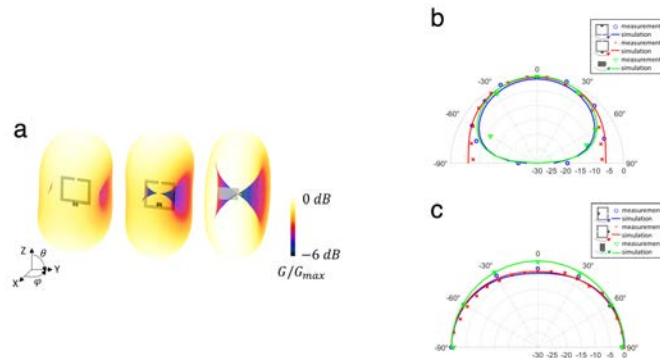 a
0 dB
−6 dB
G/G_max
Z
θ
Y
X
φ
b
measurement
simulation
measurement
simulation
measurement
simulation
0
-30°
30°
-60°
60°
-90°
90°
-30 -25 -20 -15 -10 -5 0
c
measurement
simulation
measurement
simulation
measurement
simulation
0
-30°
30°
-60°
60°
-90°
90°
-30 -25 -20 -15 -10 -5 0